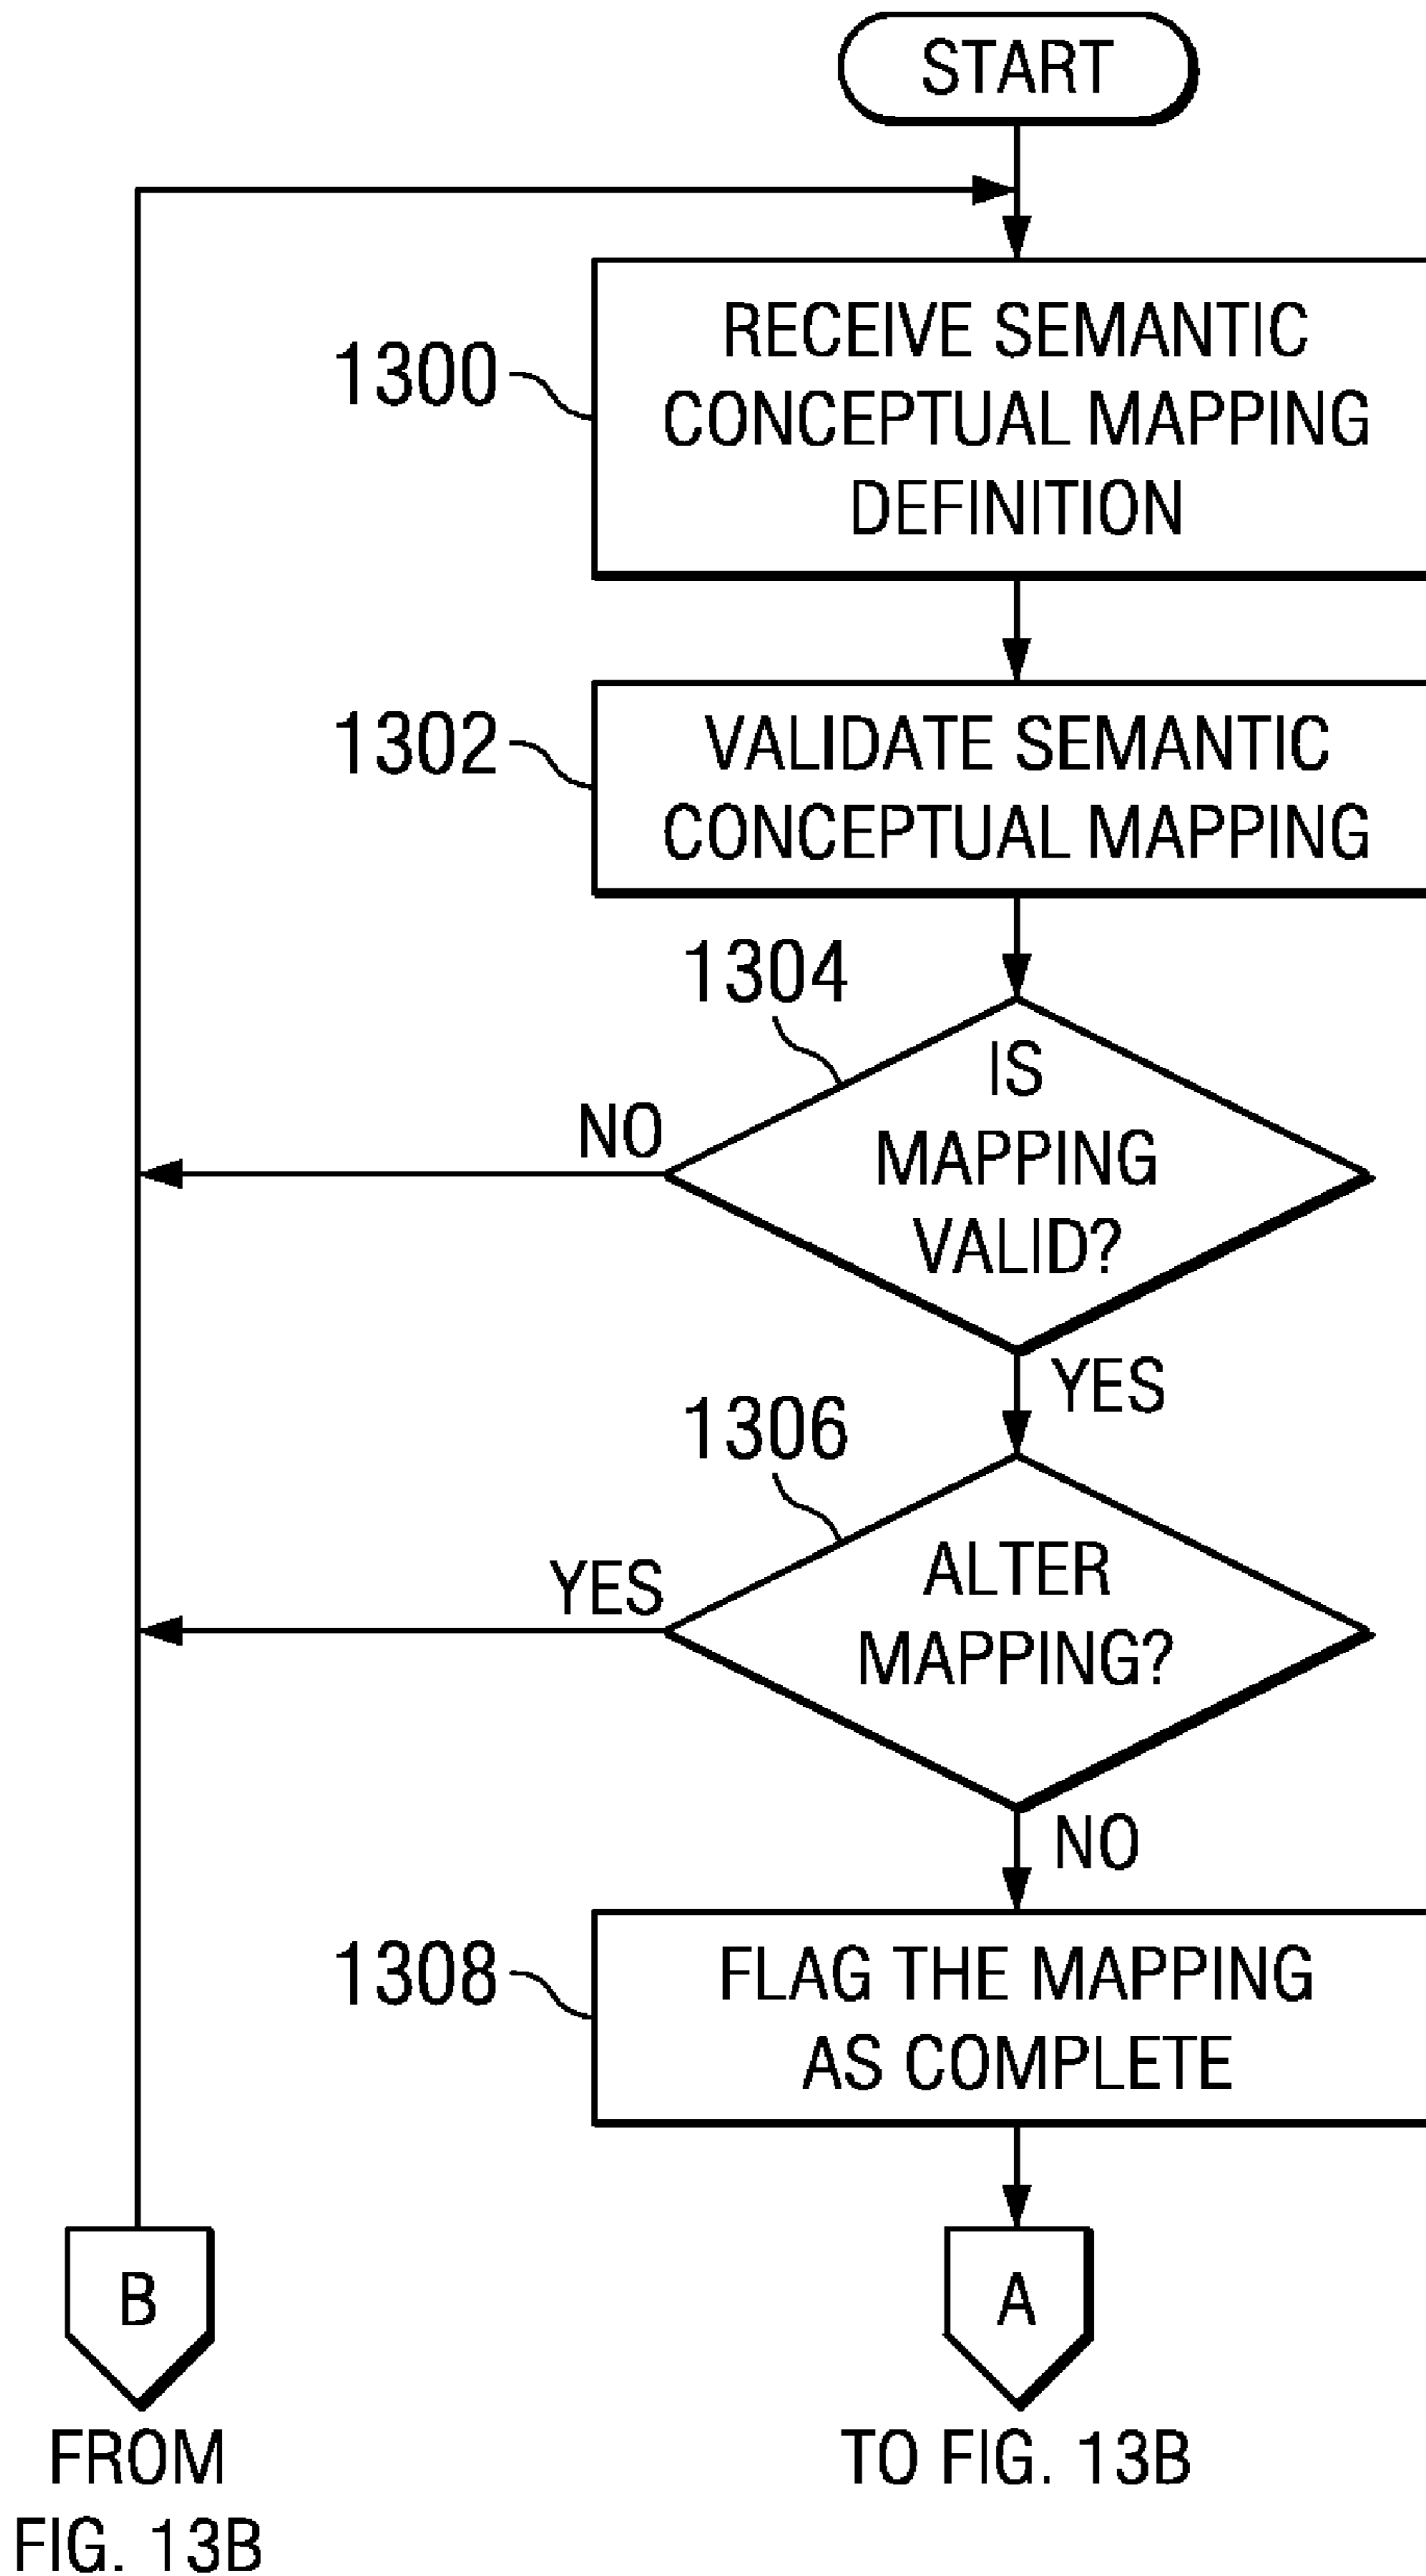 START
1300
RECEIVE SEMANTIC
CONCEPTUAL MAPPING
DEFINITION
1302
VALIDATE SEMANTIC
CONCEPTUAL MAPPING
1304
IS
MAPPING
VALID?
NO
YES
1306
ALTER
MAPPING?
YES
NO
1308
FLAG THE MAPPING
AS COMPLETE
B
A
FROM
FIG. 13B
TO FIG. 13B